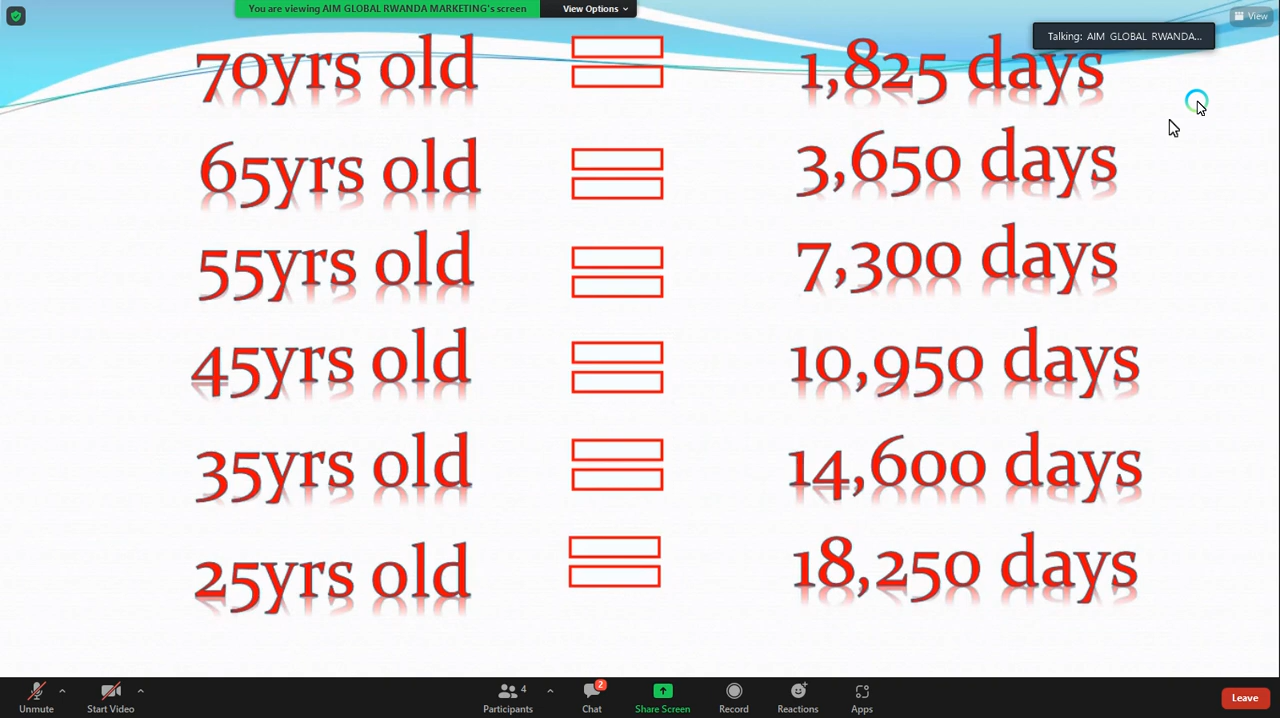 You are viewing AIM GLOBAL RWANDA MARKETING's screen View Options
View
Talking: AIM GLOBAL RWANDA...
70yrs old = 1,825 days
65yrs old = 3,650 days
55yrs old = 7,300 days
45yrs old = 10,950 days
35yrs old = 14,600 days
25yrs old = 18,250 days
4 2
Unmute Start Video Participants Chat Share Screen Record Reactions Apps Leave